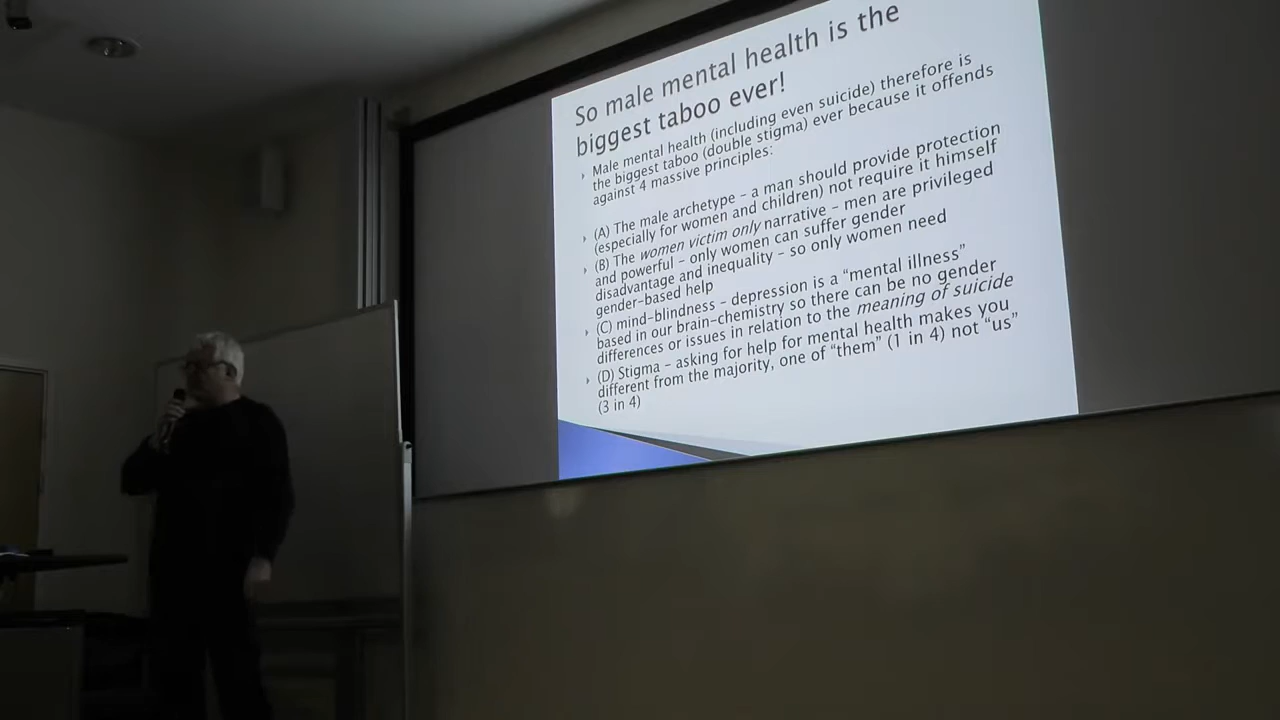 So male mental health is the
biggest taboo ever!
Male mental health (including even suicide) therefore is
the biggest taboo (double stigma) ever because it offends
against 4 massive principles:
(A) The male archetype – a man should provide protection
(especially for women and children) not require it himself
(B) The women victim only narrative – men are privileged
and powerful – only women can suffer gender
disadvantage and inequality – so only women need
gender-based help
(C) mind-blindness – depression is a “mental illness”
based in our brain-chemistry so there can be no gender
differences or issues in relation to the meaning of suicide
(D) Stigma – asking for help for mental health makes you
different from the majority, one of “them” (1 in 4) not “us”
(3 in 4)